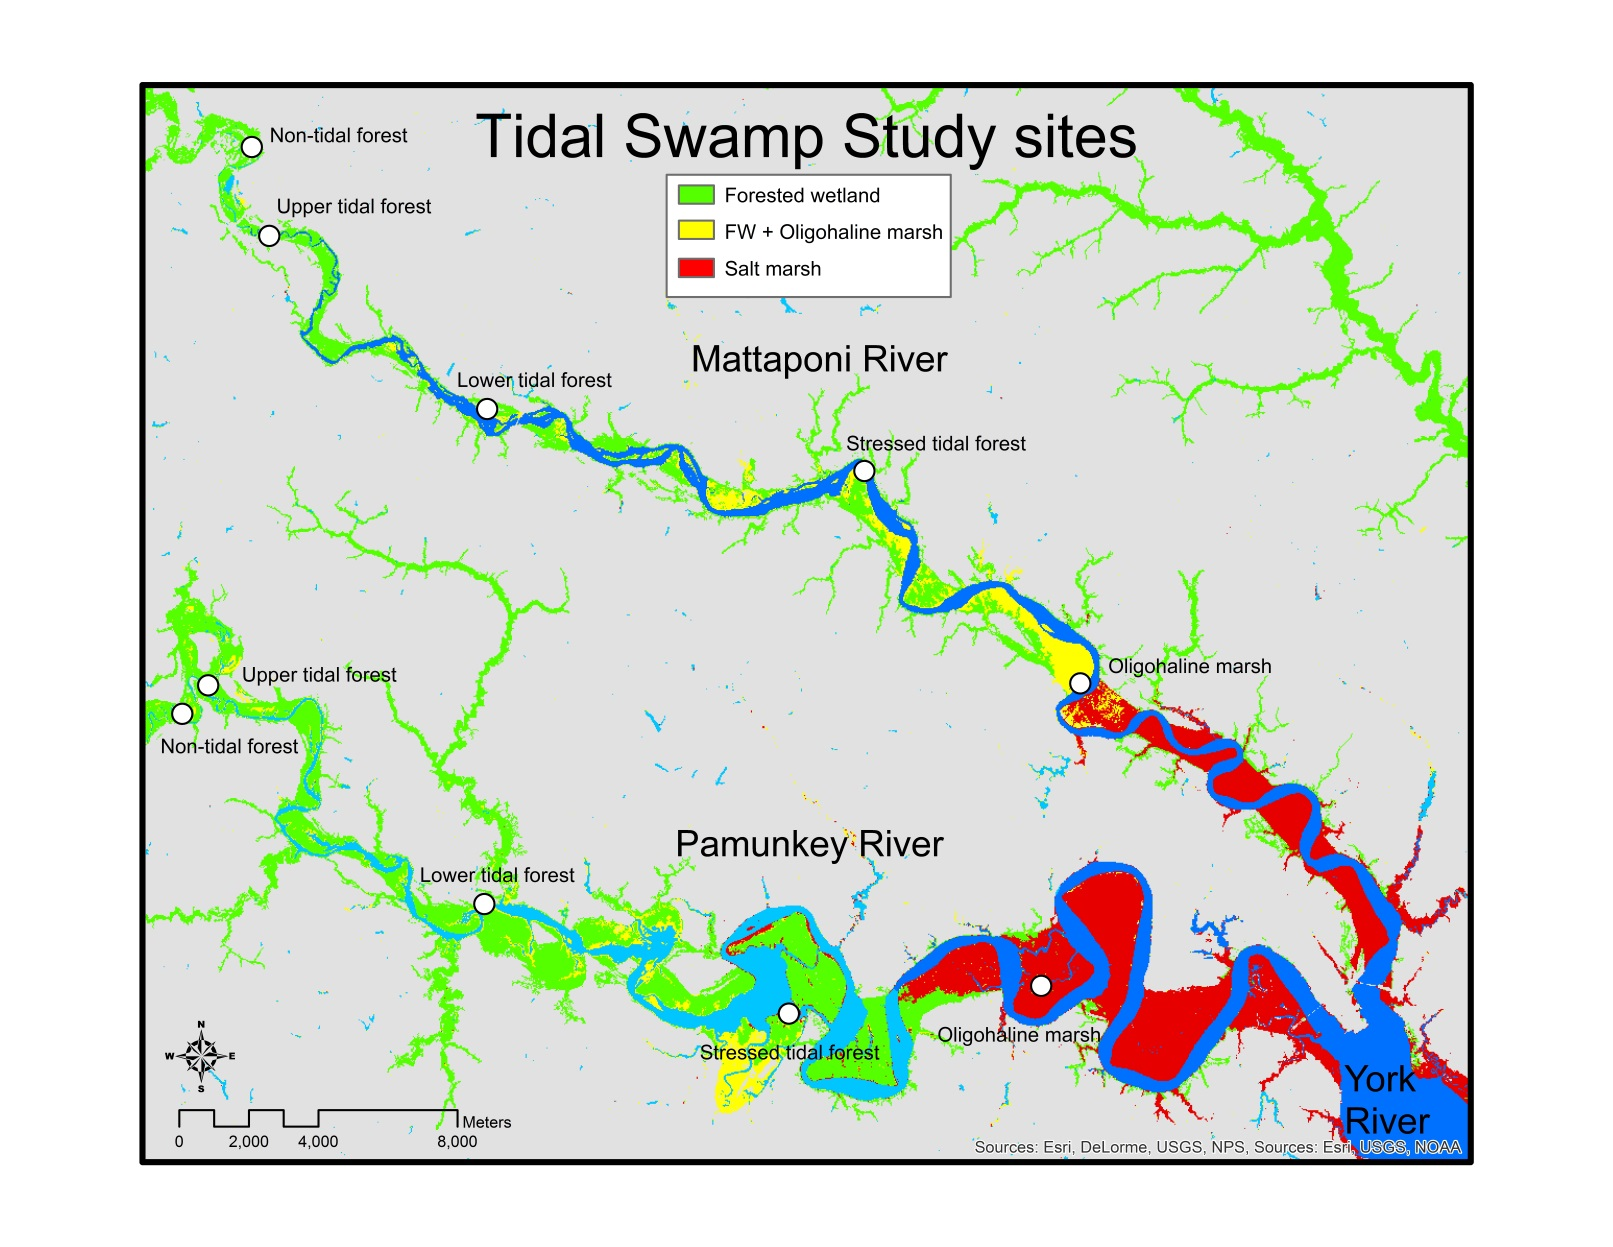 Tidal Swamp Study sites
Non-tidal forest
Upper tidal forest
Forested wetland
FW + Oligohaline marsh
Salt marsh
Mattaponi River
Lower tidal forest
Stressed tidal forest
Oligohaline marsh
Upper tidal forest
Non-tidal forest
Pamunkey River
Lower tidal forest
Stressed tidal forest
Oligohaline marsh
York
River
N
W
E
S
Meters
0
2,000
4,000
8,000
Sources: Esri, DeLorme, USGS, NPS, Sources: Esri, USGS, NOAA